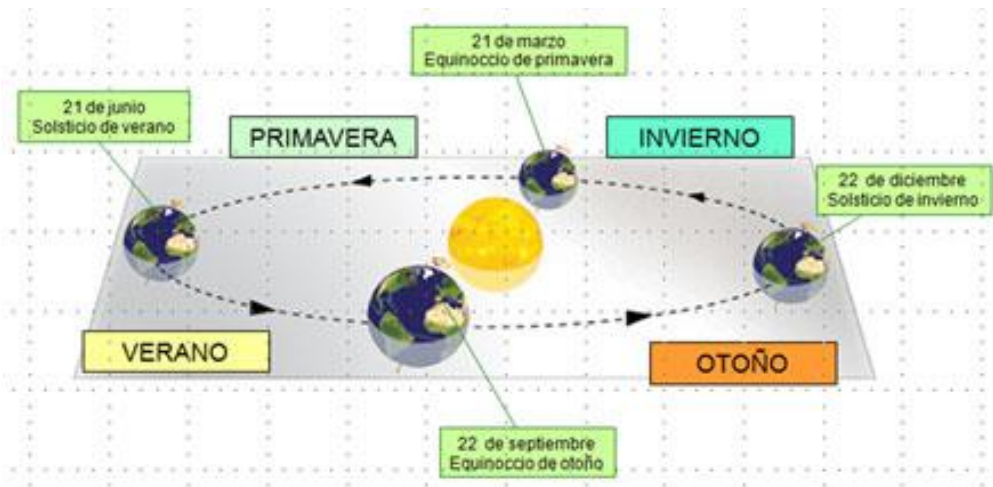 21 de marzo
Equinoccio de primavera
21 de junio
Solsticio de verano
PRIMAVERA
INVIERNO
22 de diciembre
Solsticio de invierno
VERANO
OTOÑO
22 de septiembre
Equinoccio de otoño